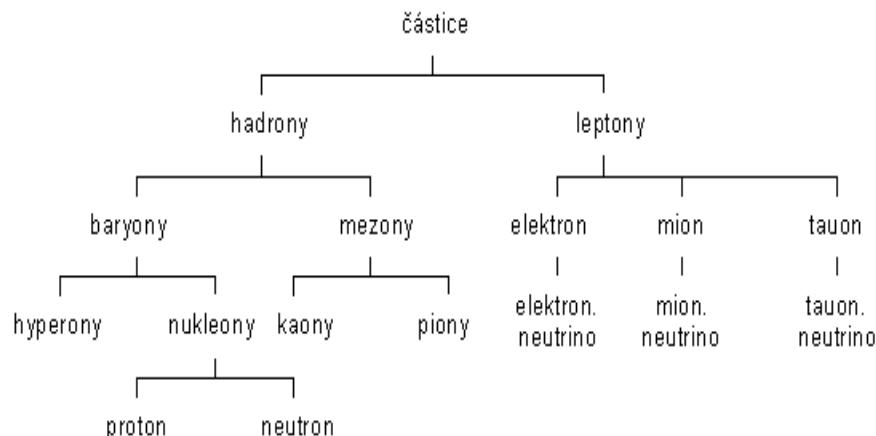 částice
hadrony leptony
baryony mezony elektron mion tauon
hyperony nukleony kaony piony elektron. mion. tauon.
neutrino neutrino neutrino
proton neutron